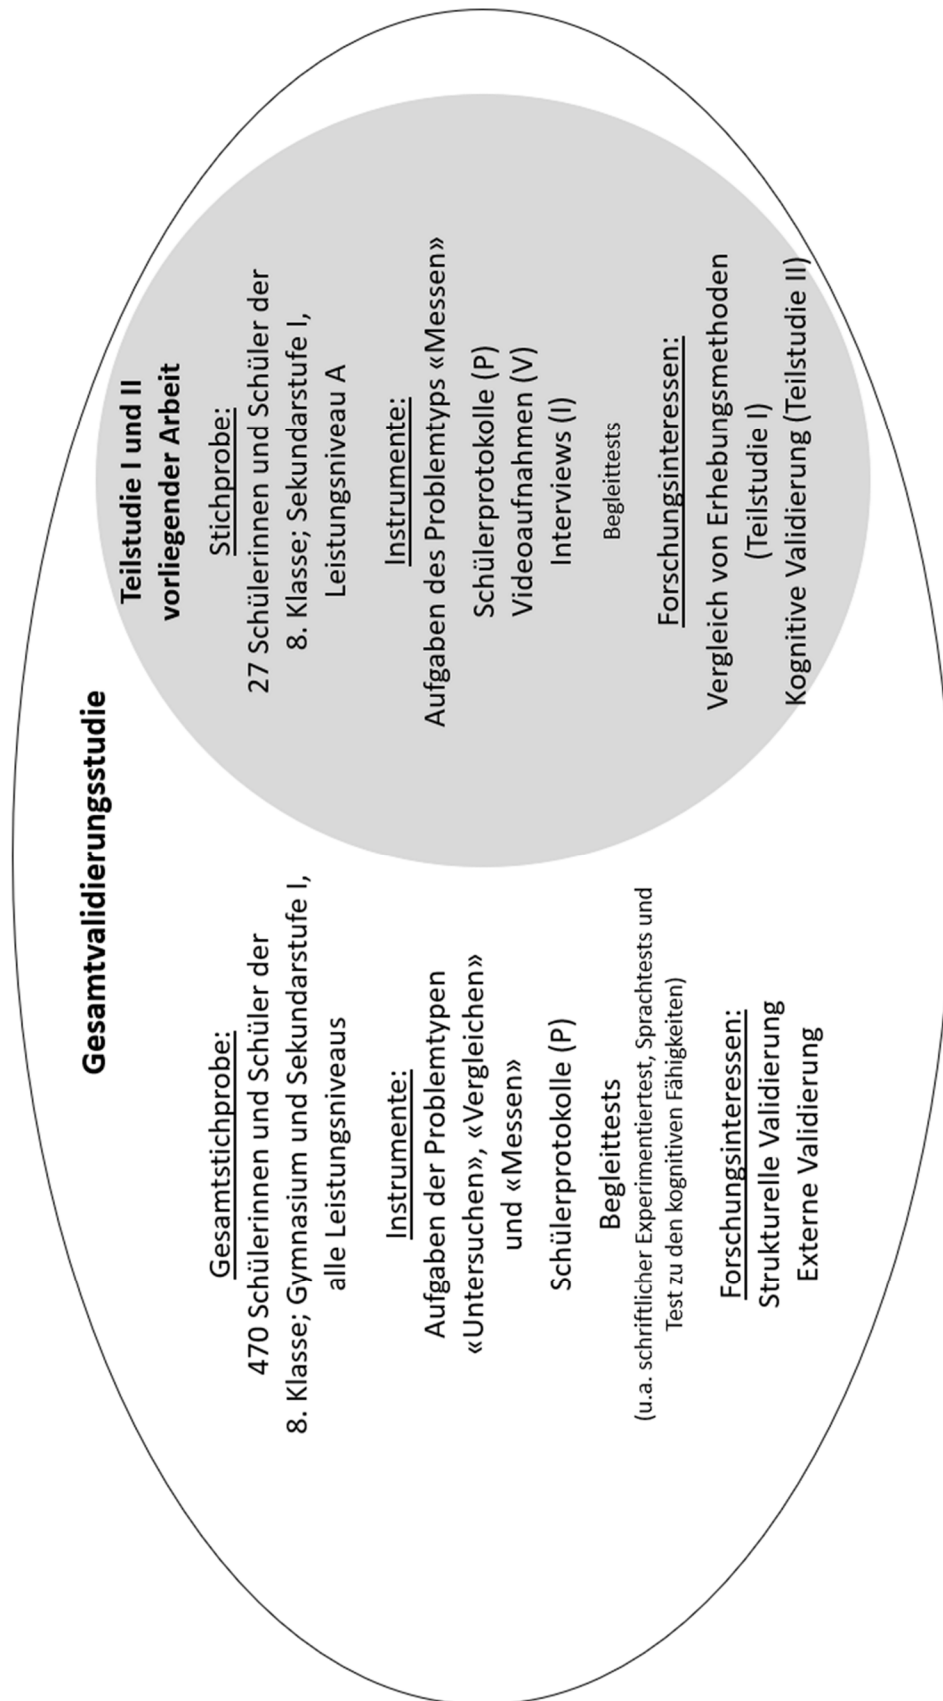 Gesamtvalidierungsstudie
Gesamtstichprobe:
470 Schülerinnen und Schüler der
8. Klasse; Gymnasium und Sekundarstufe I,
alle Leistungsniveaus
Instrumente:
Aufgaben der Problemtypen
«Untersuchen», «Vergleichen»
und «Messen»
Schülerprotokolle (P)
Begleittests
(u.a. schriftlicher Experimentiertest, Sprachtests und
Test zu den kognitiven Fähigkeiten)
Forschungsinteressen:
Strukturelle Validierung
Externe Validierung
Teilstudie I und II
vorliegender Arbeit
Stichprobe:
27 Schülerinnen und Schüler der
8. Klasse; Sekundarstufe I,
Leistungsniveau A
Instrumente:
Aufgaben des Problemtyps «Messen»
Schülerprotokolle (P)
Videoaufnahmen (V)
Interviews (I)
Begleittests
Forschungsinteressen:
Vergleich von Erhebungsmethoden
(Teilstudie I)
Kognitive Validierung (Teilstudie II)